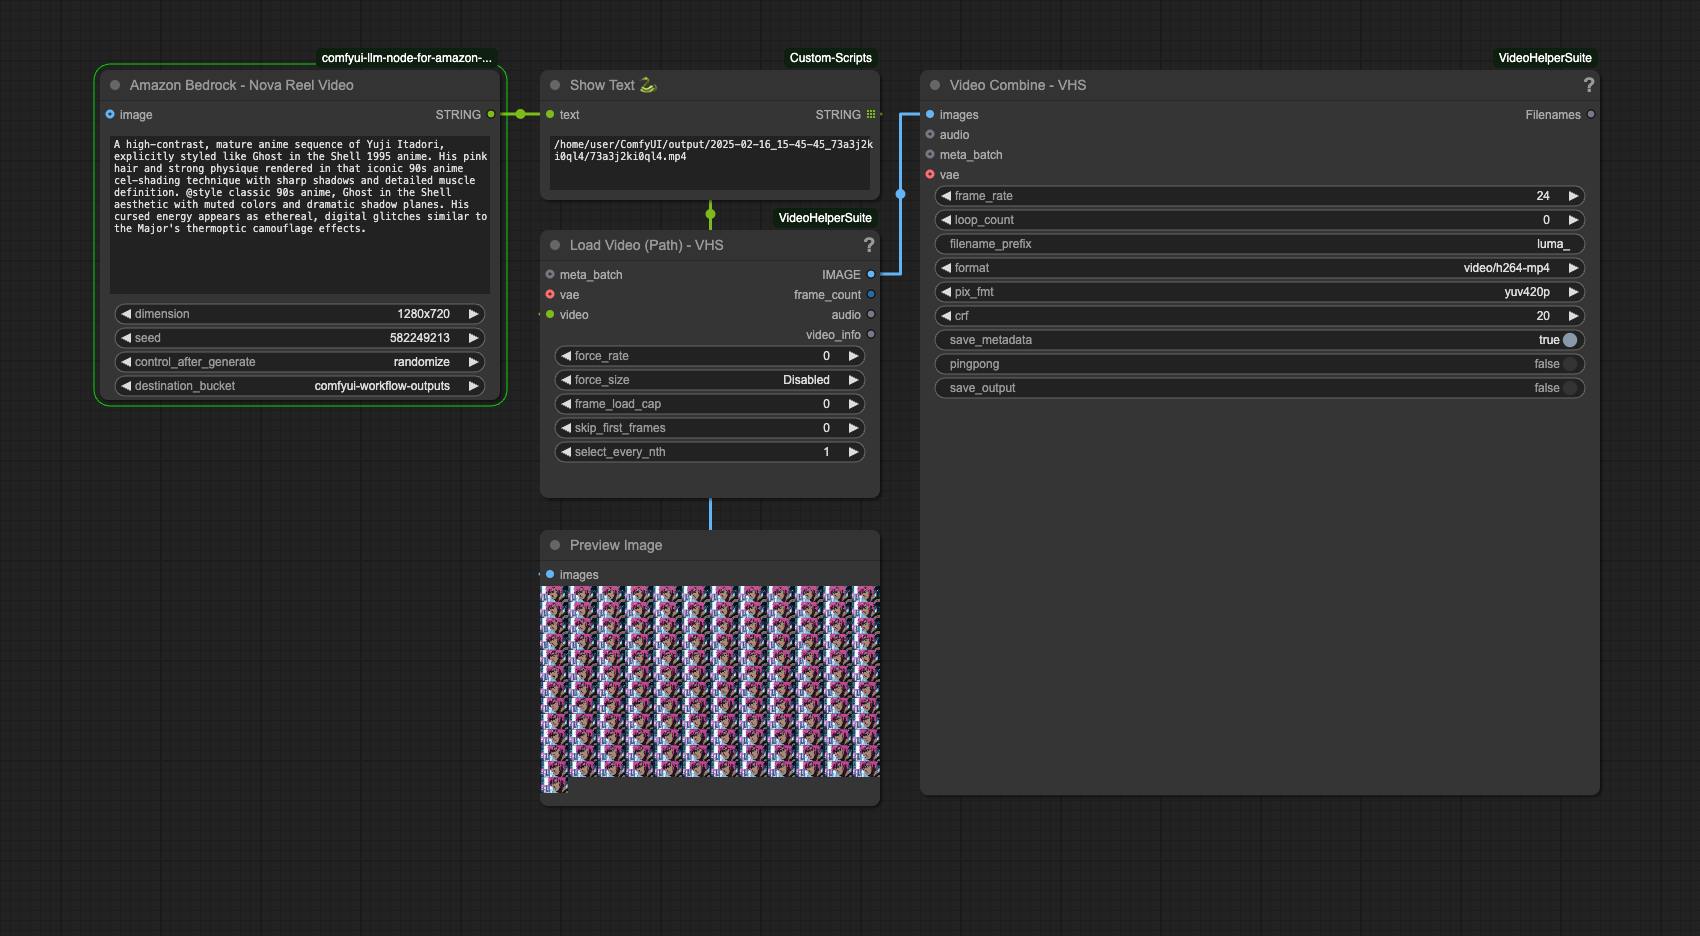 comfyui-llm-node-for-amazon-...
Amazon Bedrock - Nova Reel Video
image
STRING
A high-contrast, mature anime sequence of Yuji Itadori,
explicitly styled like Ghost in the Shell 1995 anime. His pink
hair and strong physique rendered in that iconic 90s anime
cel-shading technique with sharp shadows and detailed muscle
definition. @style classic 90s anime, Ghost in the Shell
aesthetic with muted colors and dramatic shadow planes. His
cursed energy appears as ethereal, digital glitches similar to
the Major's thermoptic camouflage effects.
dimension 1280x720
seed 582249213
control_after_generate randomize
destination_bucket comfyui-workflow-outputs
Custom-Scripts
Show Text 🐍
text
STRING
/home/user/ComfyUI/output/2025-02-16_15-45-45_73a3j2k
i0ql4/73a3j2ki0ql4.mp4
VideoHelperSuite
Load Video (Path) - VHS
?
meta_batch
IMAGE
vae
frame_count
video
audio
video_info
force_rate 0
force_size Disabled
frame_load_cap 0
skip_first_frames 0
select_every_nth 1
Preview Image
images
VideoHelperSuite
Video Combine - VHS
?
images
Filenames
audio
meta_batch
vae
frame_rate 24
loop_count 0
filename_prefix luma_
format video/h264-mp4
pix_fmt yuv420p
crf 20
save_metadata true
pingpong false
save_output false